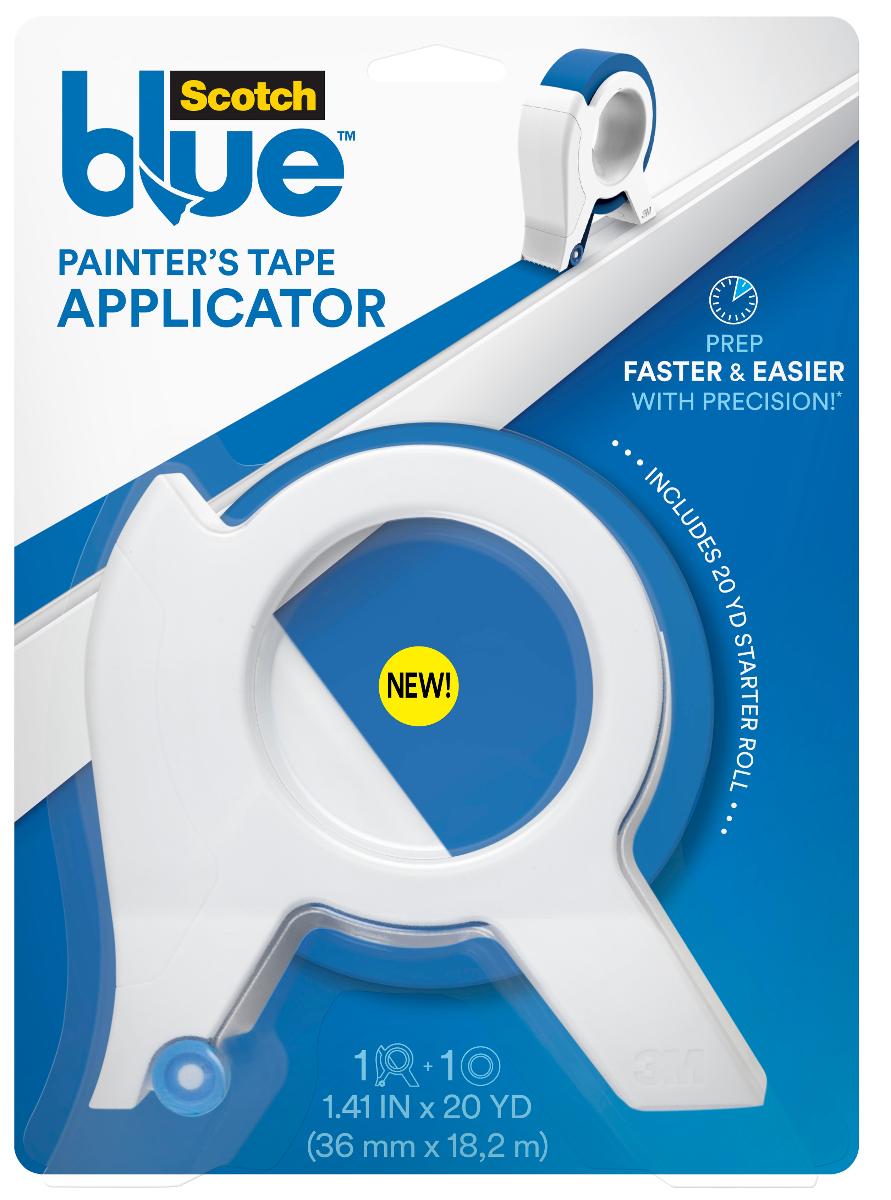 Scotch
blue™
PAINTER'S TAPE
APPLICATOR
3M
PREP
FASTER & EASIER
WITH PRECISION!*
• • • INCLUDES 20 YD STARTER ROLL • • •
NEW!
3M
1 + 1
1.41 IN x 20 YD
(36 mm x 18,2 m)